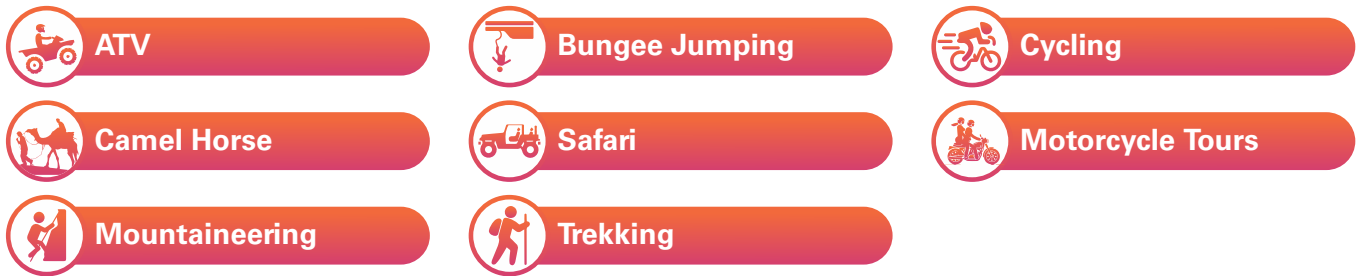 ATV
Bungee Jumping
Cycling
Camel Horse
Safari
Motorcycle Tours
Mountaineering
Trekking